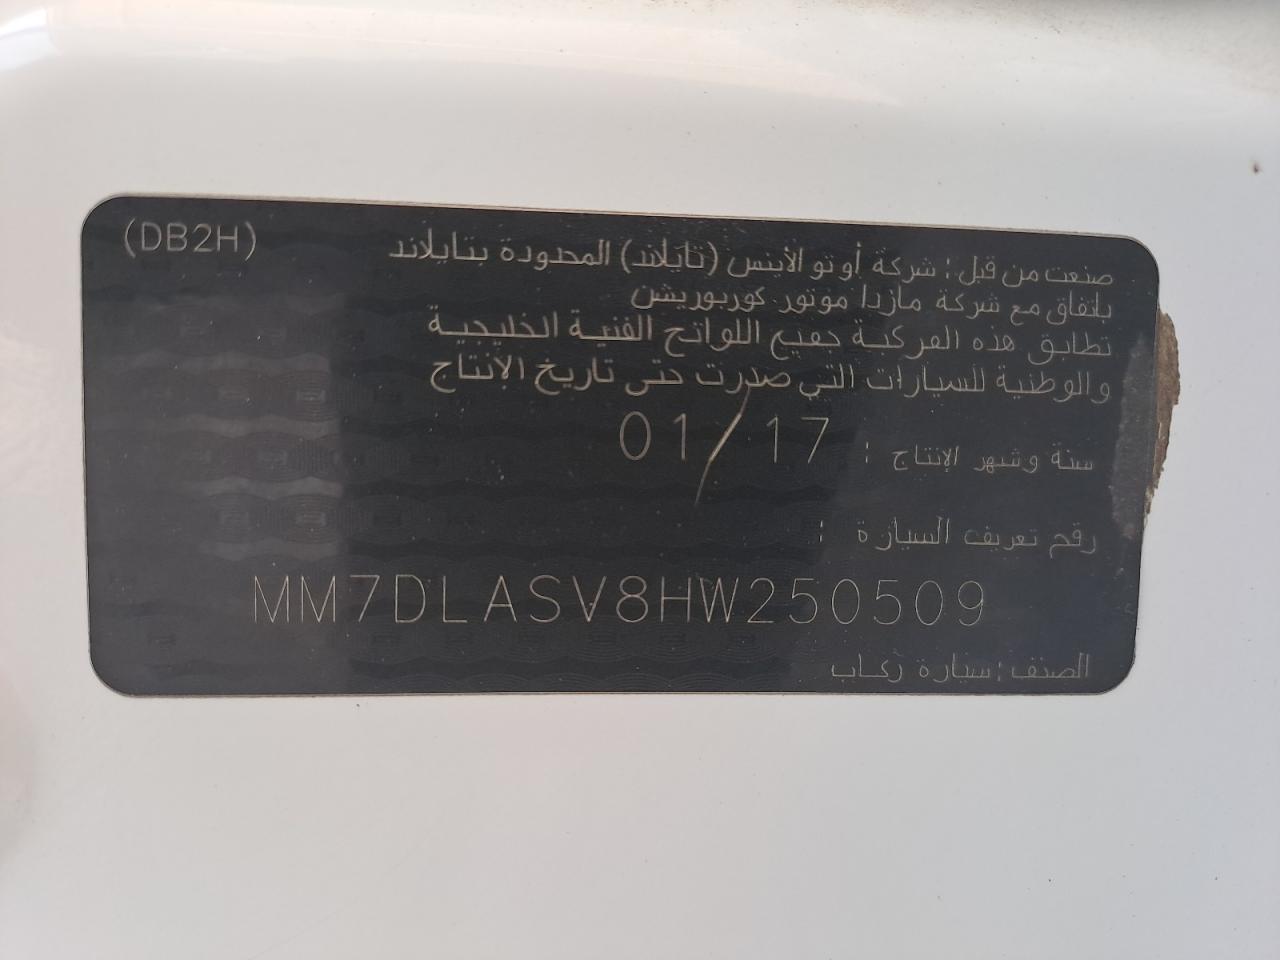 (DB2H)
صنعت من قبل : شركة أوتو الأينس (تايلاند) المحدودة بتايلاند
باتفاق مع شركة مازدا موتور كوربوريشن
تطابق هذه المركبة جميع اللوائح الفنية الخليجية
والوطنية للسيارات التي صدرت حتى تاريخ الأنتاج
سنة وشهر الإنتاج : 01/17
رقم تعريف السيارة :
MM7DLASV8HW250509
الصنف : سيارة ركاب